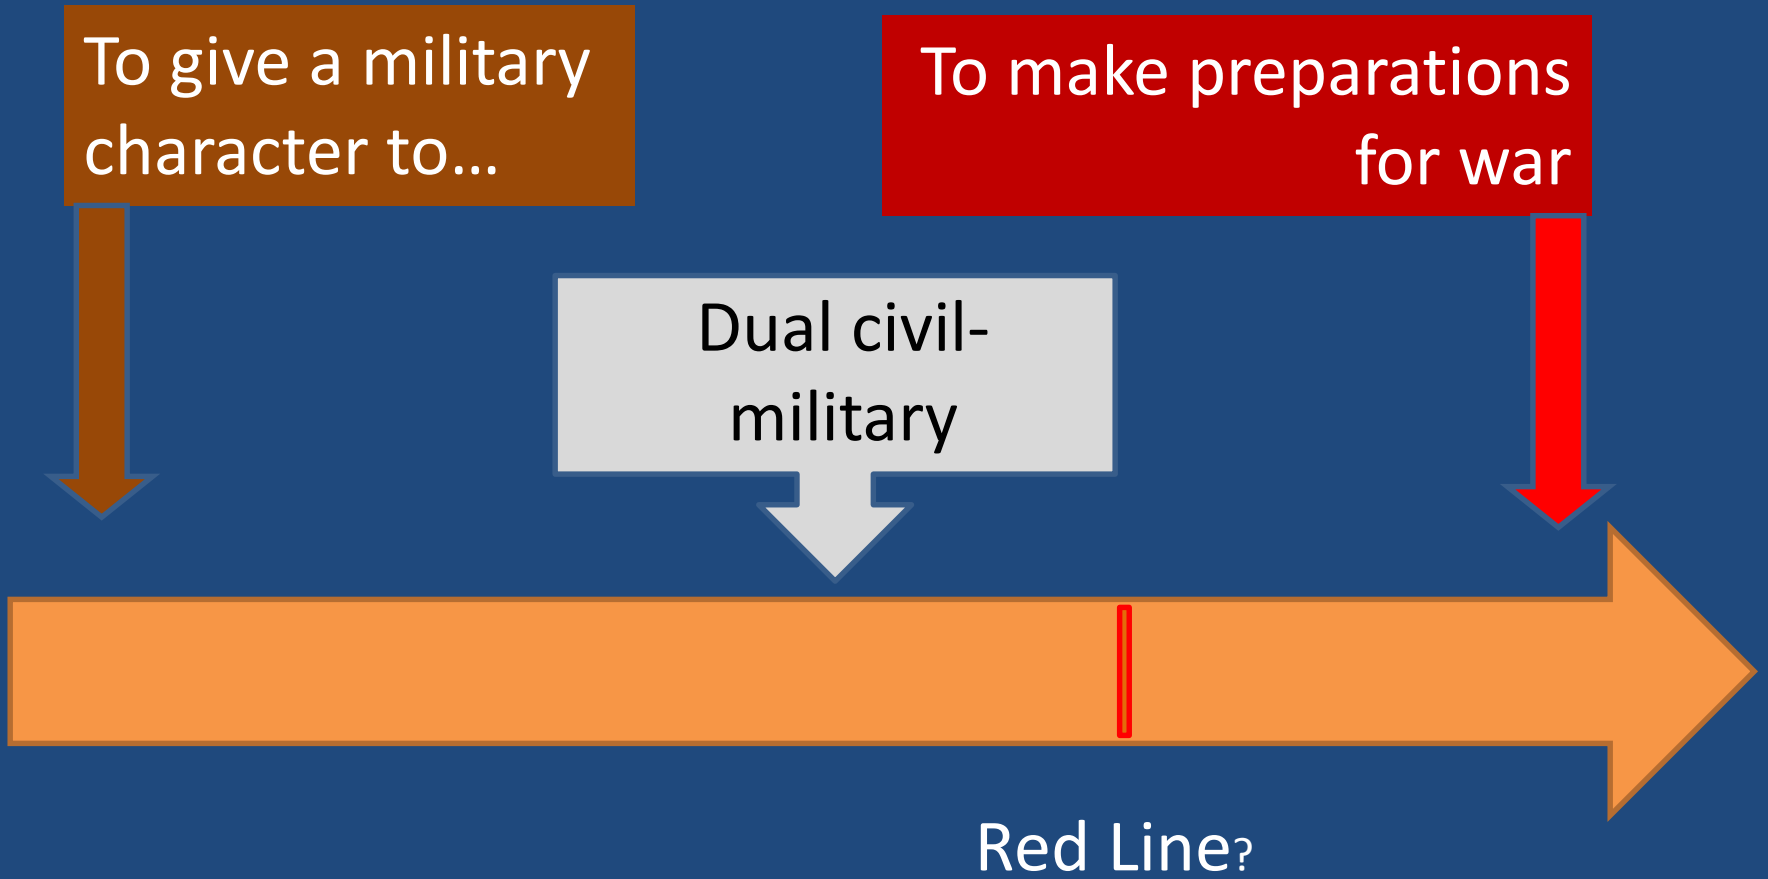 To give a military
character to...
To make preparations
for war
Dual civil-
military
Red Line?